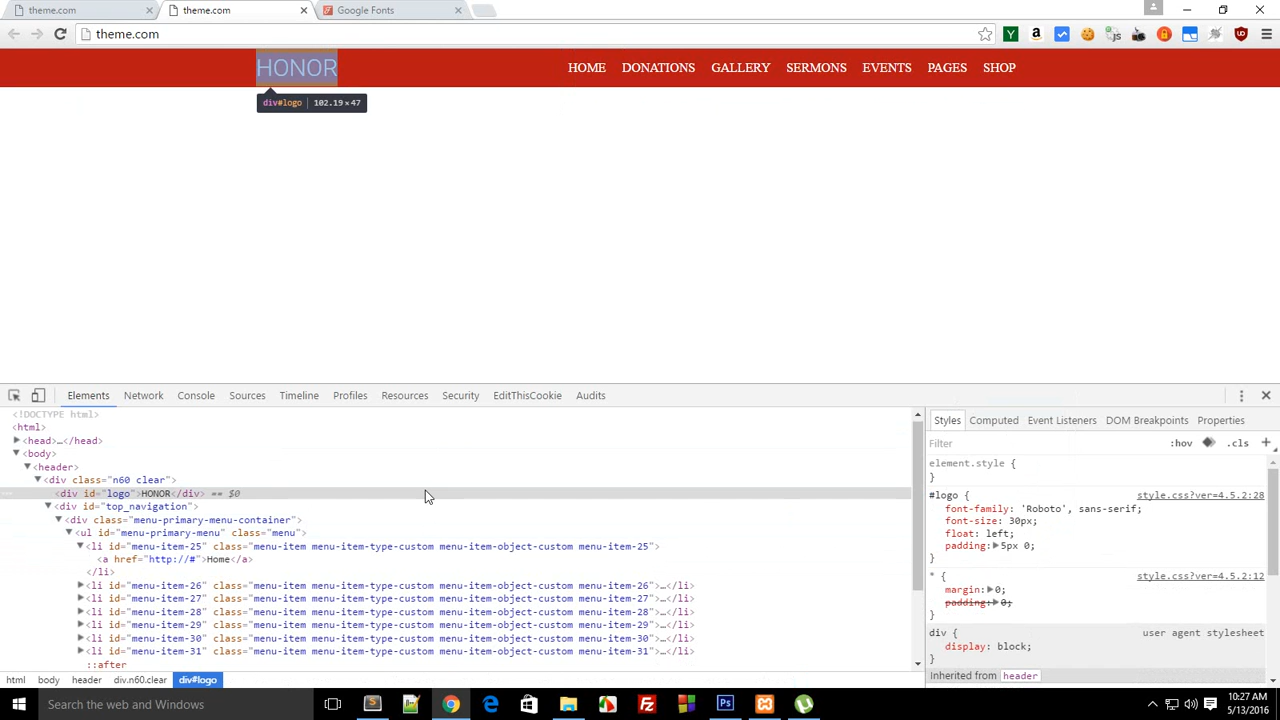 theme.com
theme.com
Google Fonts
theme.com
HONOR
HOME DONATIONS GALLERY SERMONS EVENTS PAGES SHOP
div#logo 102.19×47
Elements Network Console Sources Timeline Profiles Resources Security EditThisCookie Audits
<!DOCTYPE html>
<html>
<head>…</head>
<body>
<header>
<div class="n60 clear">
<div id="logo">HONOR</div> == $0
<div id="top_navigation">
<div class="menu-primary-menu-container">
<ul id="menu-primary-menu" class="menu">
<li id="menu-item-25" class="menu-item menu-item-type-custom menu-item-object-custom menu-item-25">
<a href="http://#">Home</a>
</li>
<li id="menu-item-26" class="menu-item menu-item-type-custom menu-item-object-custom menu-item-26">…</li>
<li id="menu-item-27" class="menu-item menu-item-type-custom menu-item-object-custom menu-item-27">…</li>
<li id="menu-item-28" class="menu-item menu-item-type-custom menu-item-object-custom menu-item-28">…</li>
<li id="menu-item-29" class="menu-item menu-item-type-custom menu-item-object-custom menu-item-29">…</li>
<li id="menu-item-30" class="menu-item menu-item-type-custom menu-item-object-custom menu-item-30">…</li>
<li id="menu-item-31" class="menu-item menu-item-type-custom menu-item-object-custom menu-item-31">…</li>
::after
html body header div.n60.clear div#logo
Styles Computed Event Listeners DOM Breakpoints Properties
Filter :hov .cls
element.style {
}
#logo { style.css?ver=4.5.2:28
font-family: 'Roboto', sans-serif;
font-size: 30px;
float: left;
padding: 5px 0;
}
* { style.css?ver=4.5.2:12
margin: 0;
padding: 0;
}
div { user agent stylesheet
display: block;
}
Inherited from header
Search the web and Windows
10:27 AM
5/13/2016